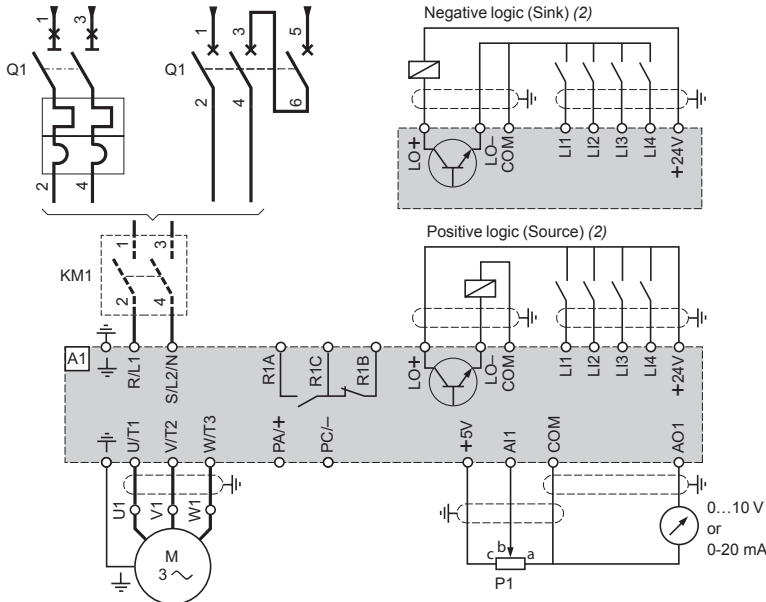 1 3
Q1
2 4
1 3 5
Q1
2 4 6
Negative logic (Sink) (2)
LO+ LO– COM LI1 LI2 LI3 LI4 +24V
Positive logic (Source) (2)
1 3
KM1
2 4
A1
R/L1 S/L2/N R1A R1C R1B LO+ LO– COM LI1 LI2 LI3 LI4 +24V
U/T1 V/T2 W/T3 PA/+ PC/– +5V AI1 COM AO1
U1 V1 W1
M
3
c b a
P1
0…10 V
or
0-20 mA